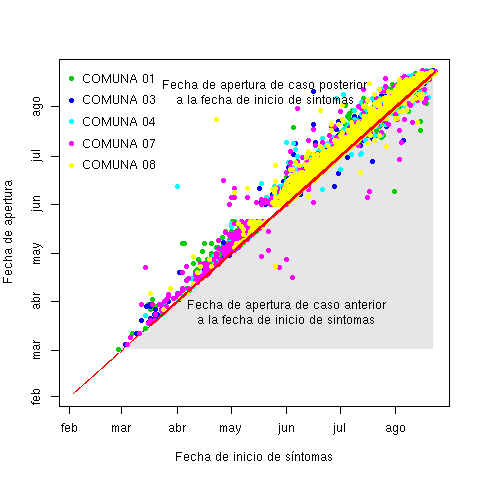 COMUNA 01
COMUNA 03
COMUNA 04
COMUNA 07
COMUNA 08
Fecha de apertura de caso posterior
a la fecha de inicio de sintomas
Fecha de apertura de caso anterior
a la fecha de inicio de sintomas
Fecha de apertura
ago
jul
jun
may
abr
mar
feb
feb mar abr may jun jul ago
Fecha de inicio de síntomas